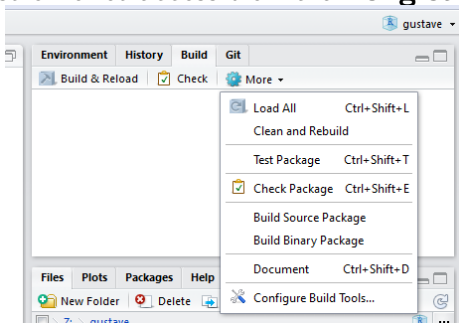 gustave
Environment History Build Git
Build & Reload Check More
Load All Ctrl+Shift+L
Clean and Rebuild
Test Package Ctrl+Shift+T
Check Package Ctrl+Shift+E
Build Source Package
Build Binary Package
Document Ctrl+Shift+D
Configure Build Tools...
Files Plots Packages Help
New Folder Delete
Z: gustave